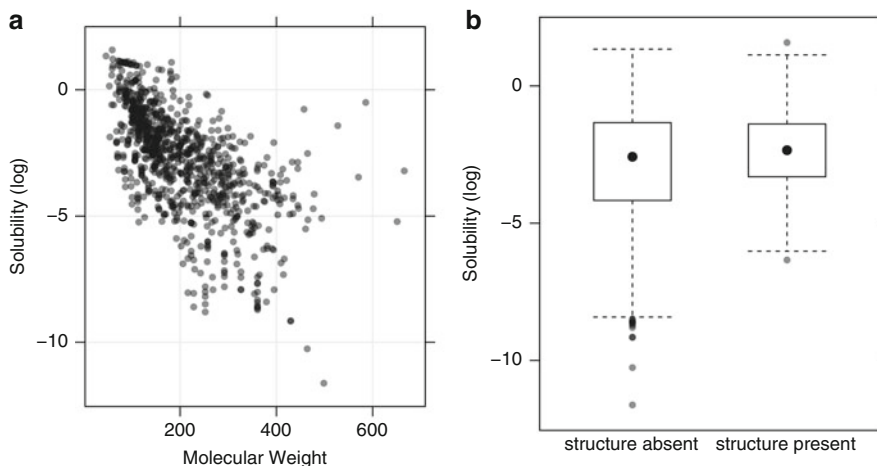 a
0
−5
−10
Solubility (log)
200
400
600
Molecular Weight
b
0
−5
−10
Solubility (log)
structure absent
structure present